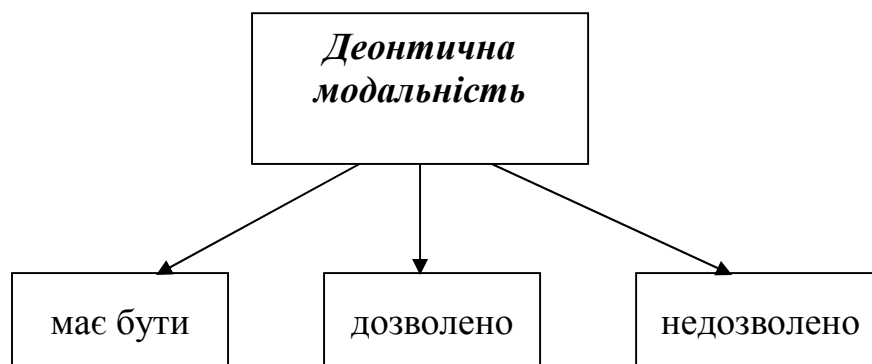 Деонтична
модальність
має бути
дозволено
недозволено